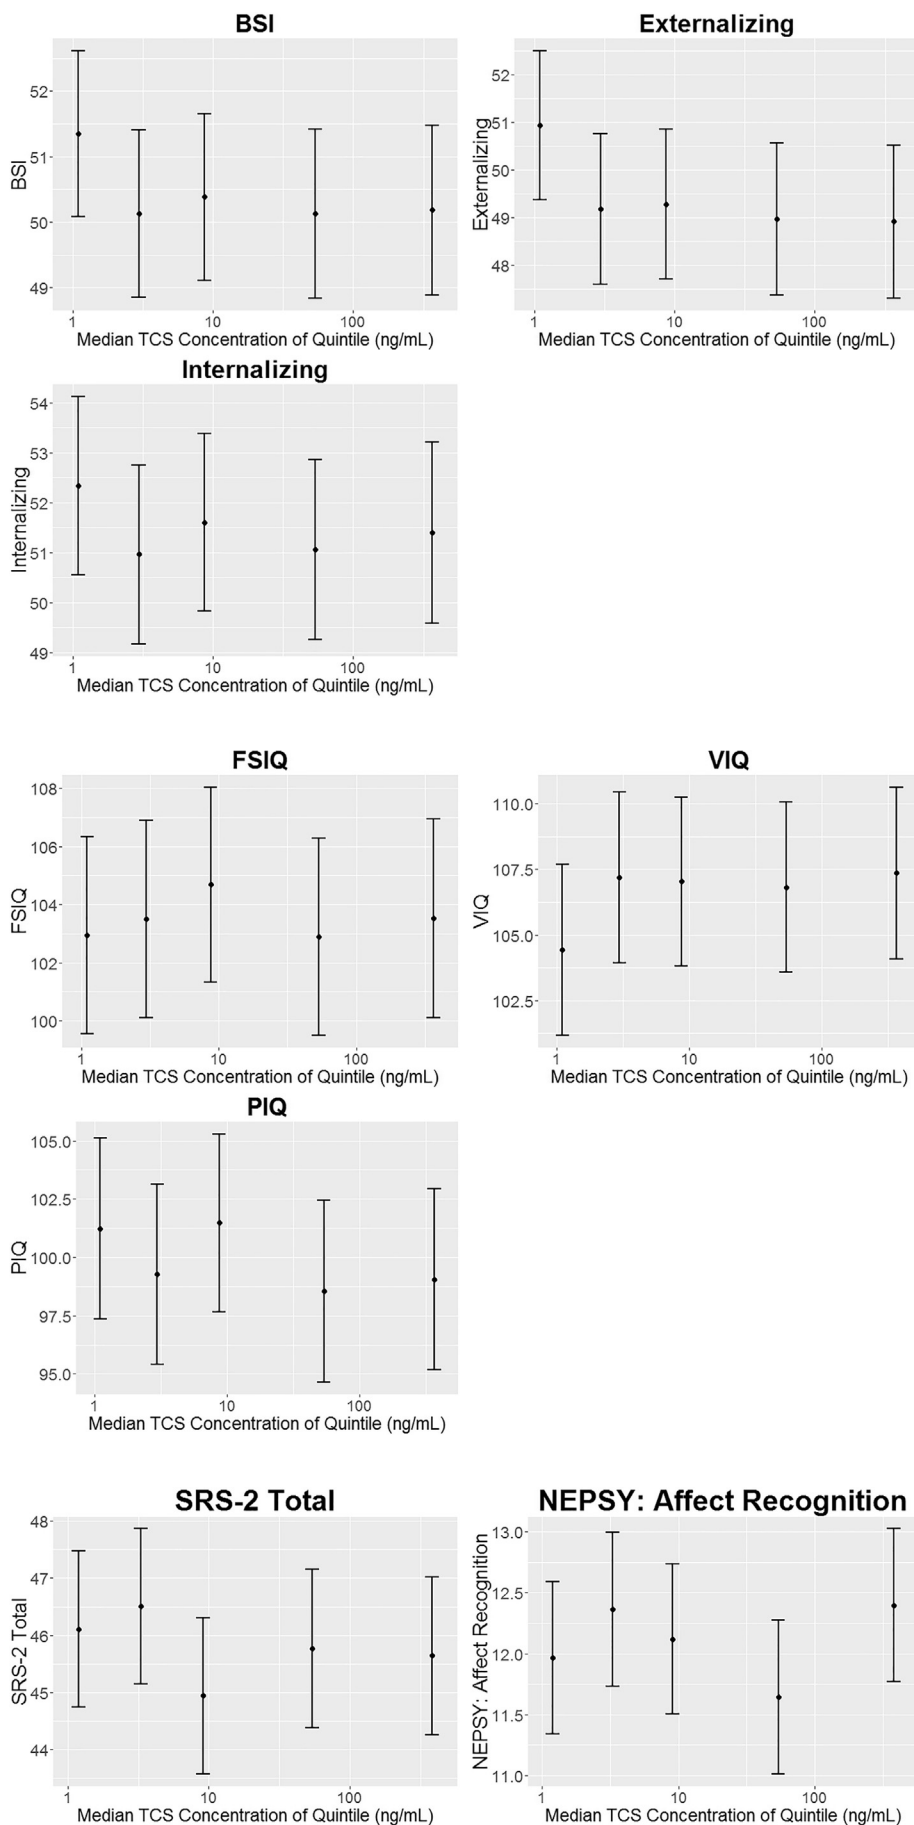 BSI
BSI
52
51
50
49
1
10
100
Median TCS Concentration of Quintile (ng/mL)
Externalizing
Externalizing
52
51
50
49
48
1
10
100
Median TCS Concentration of Quintile (ng/mL)
Internalizing
Internalizing
54
53
52
51
50
49
1
10
100
Median TCS Concentration of Quintile (ng/mL)
FSIQ
FSIQ
108
106
104
102
100
1
10
100
Median TCS Concentration of Quintile (ng/mL)
VIQ
VIQ
110.0
107.5
105.0
102.5
1
10
100
Median TCS Concentration of Quintile (ng/mL)
PIQ
PIQ
105.0
102.5
100.0
97.5
95.0
1
10
100
Median TCS Concentration of Quintile (ng/mL)
SRS-2 Total
SRS-2 Total
48
47
46
45
44
1
10
100
Median TCS Concentration of Quintile (ng/mL)
NEPSY: Affect Recognition
NEPSY: Affect Recognition
13.0
12.5
12.0
11.5
11.0
1
10
100
Median TCS Concentration of Quintile (ng/mL)